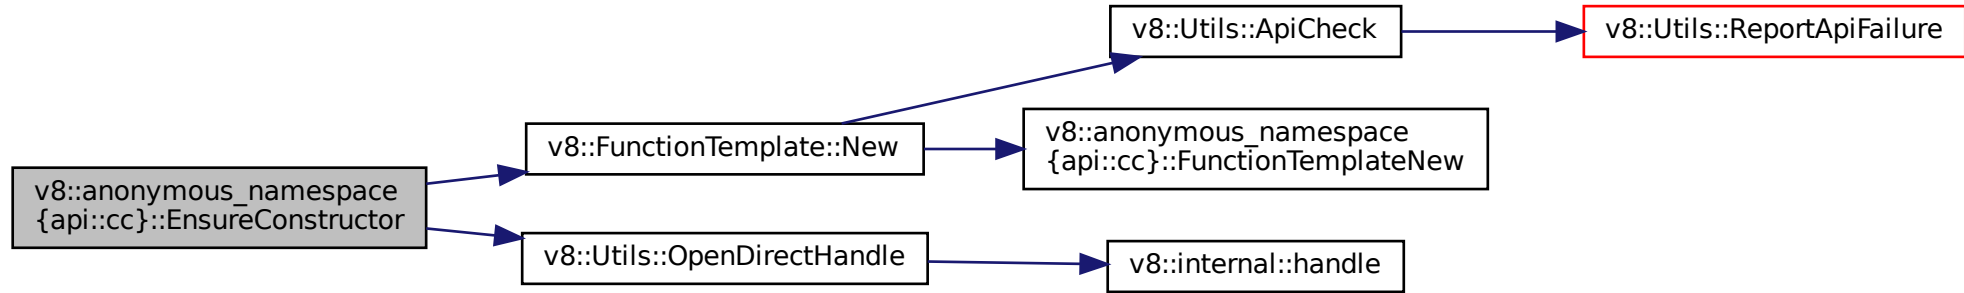 v8::anonymous_namespace
{api::cc}::EnsureConstructor
v8::FunctionTemplate::New
v8::Utils::ApiCheck
v8::Utils::ReportApiFailure
v8::anonymous_namespace
{api::cc}::FunctionTemplateNew
v8::Utils::OpenDirectHandle
v8::internal::handle